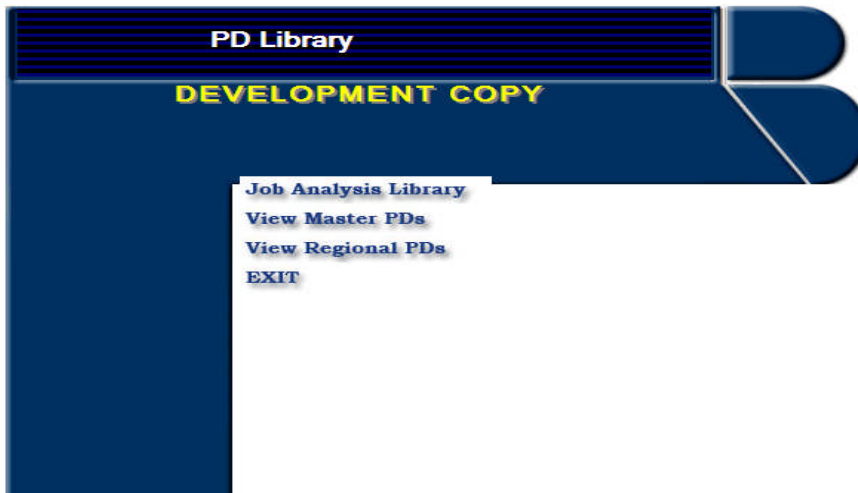 PD Library
DEVELOPMENT COPY
Job Analysis Library
View Master PDs
View Regional PDs
EXIT